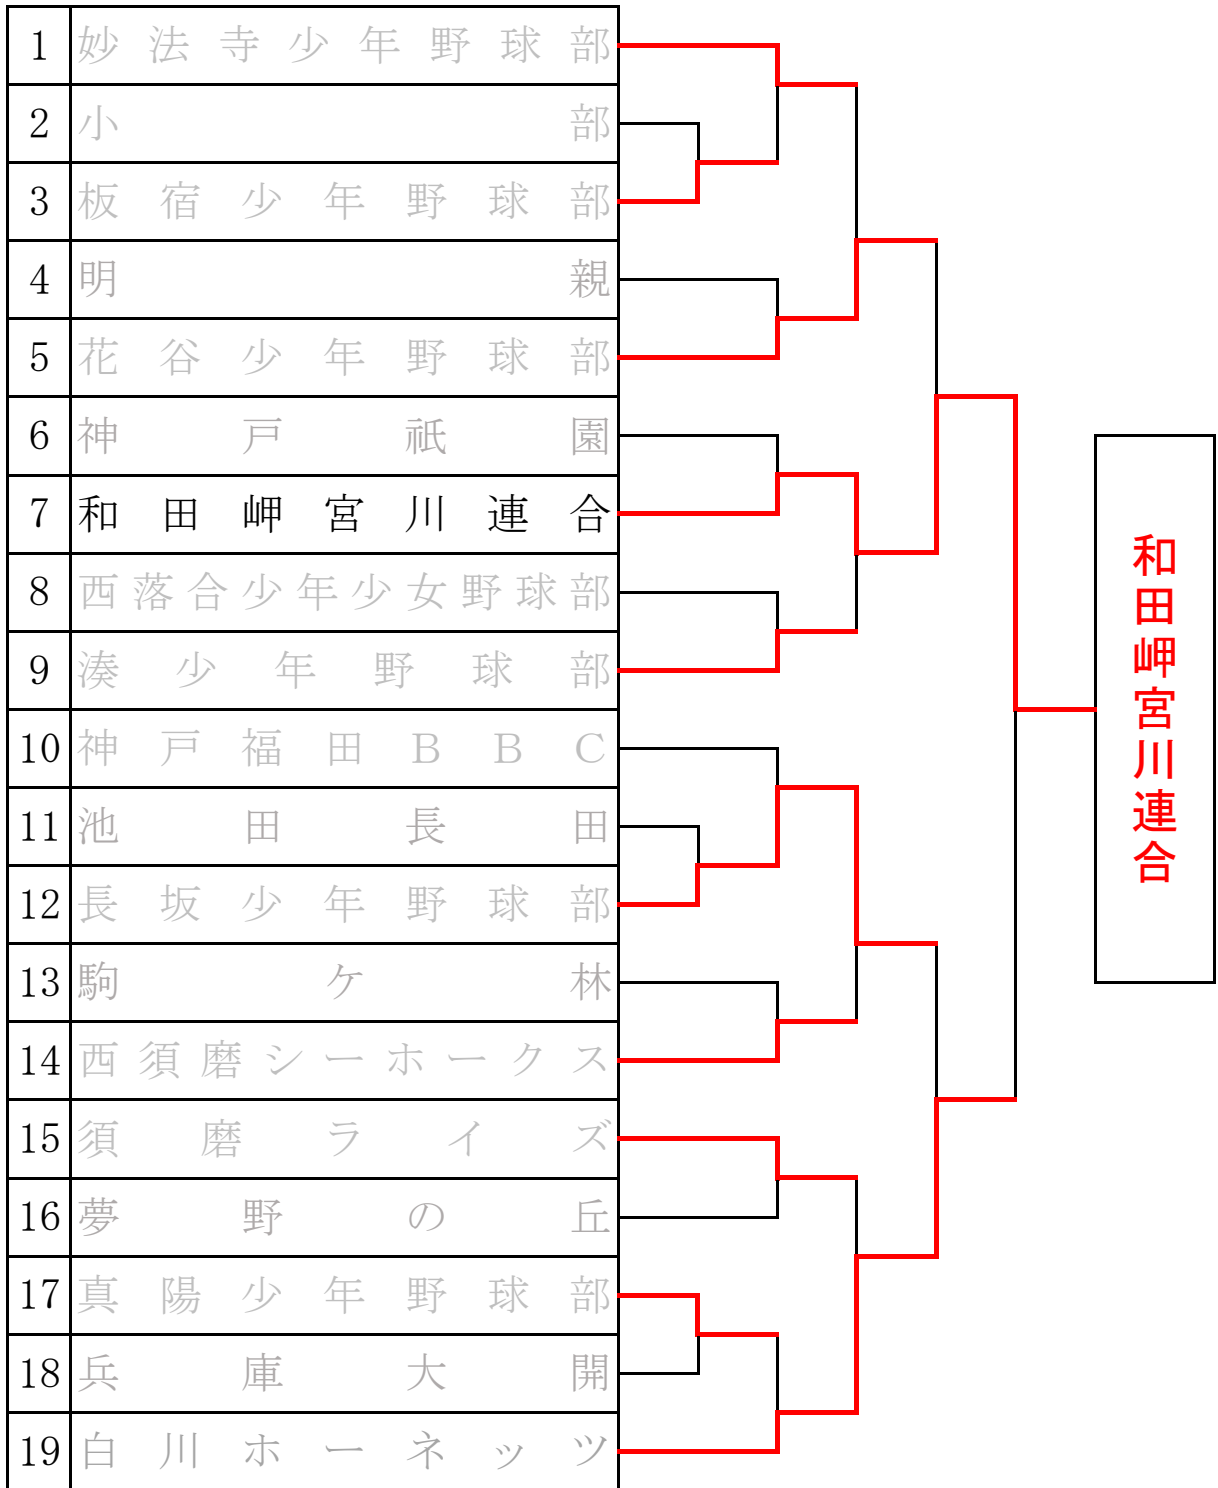 1 妙法寺少年野球部
2 小部
3 板宿少年野球部
4 明親
5 花谷少年野球部
6 神戸祇園
7 和田岬宮川連合
8 西落合少年少女野球部
9 湊少年野球部
10 神戸福田BBC
11 池田長田
12 長坂少年野球部
13 駒ケ林
14 西須磨シーホークス
15 須磨ライズ
16 夢野の丘
17 真陽少年野球部
18 兵庫大開
19 白川ホーネッツ
和田岬宮川連合